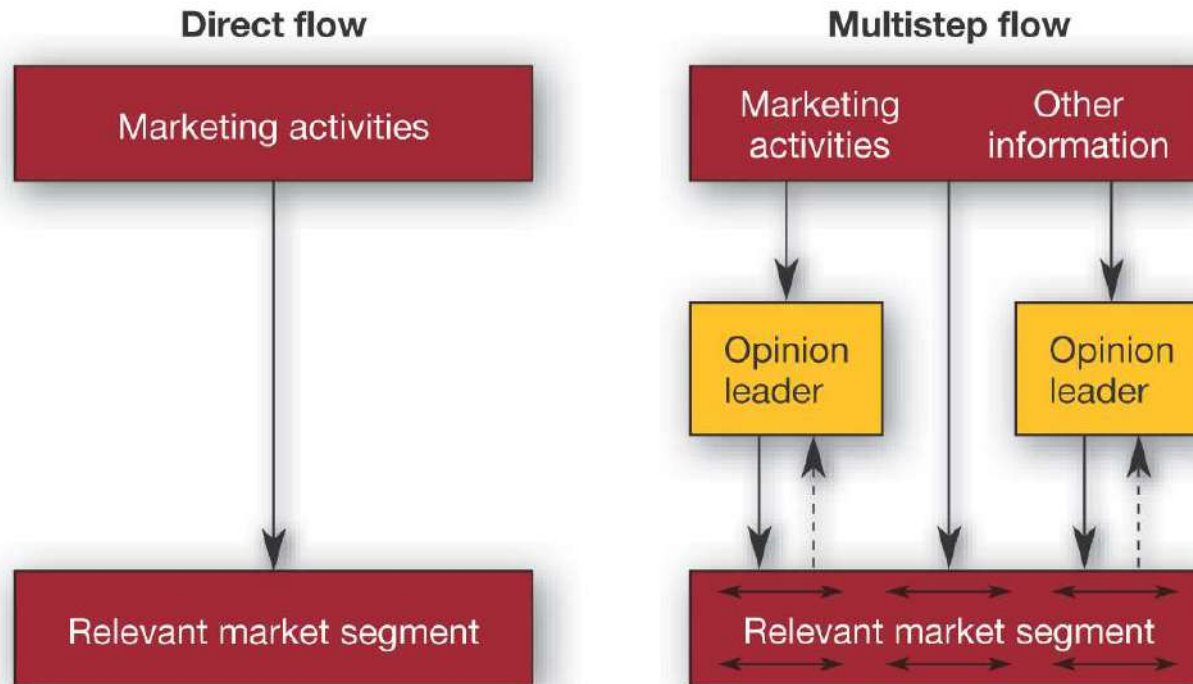 Direct flow
Marketing activities
Relevant market segment
Multistep flow
Marketing
activities
Other
information
Opinion
leader
Opinion
leader
Relevant market segment